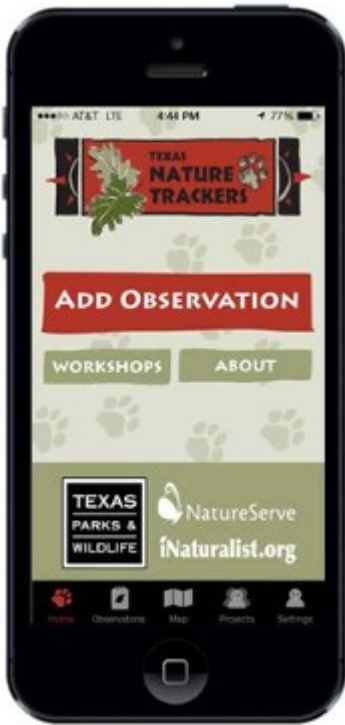 AT&T LTE 4:44 PM 77%
TEXAS
NATURE
TRACKERS
ADD OBSERVATION
WORKSHOPS ABOUT
TEXAS
PARKS &
WILDLIFE
NatureServe
iNaturalist.org
Home Observations Map Projects Settings